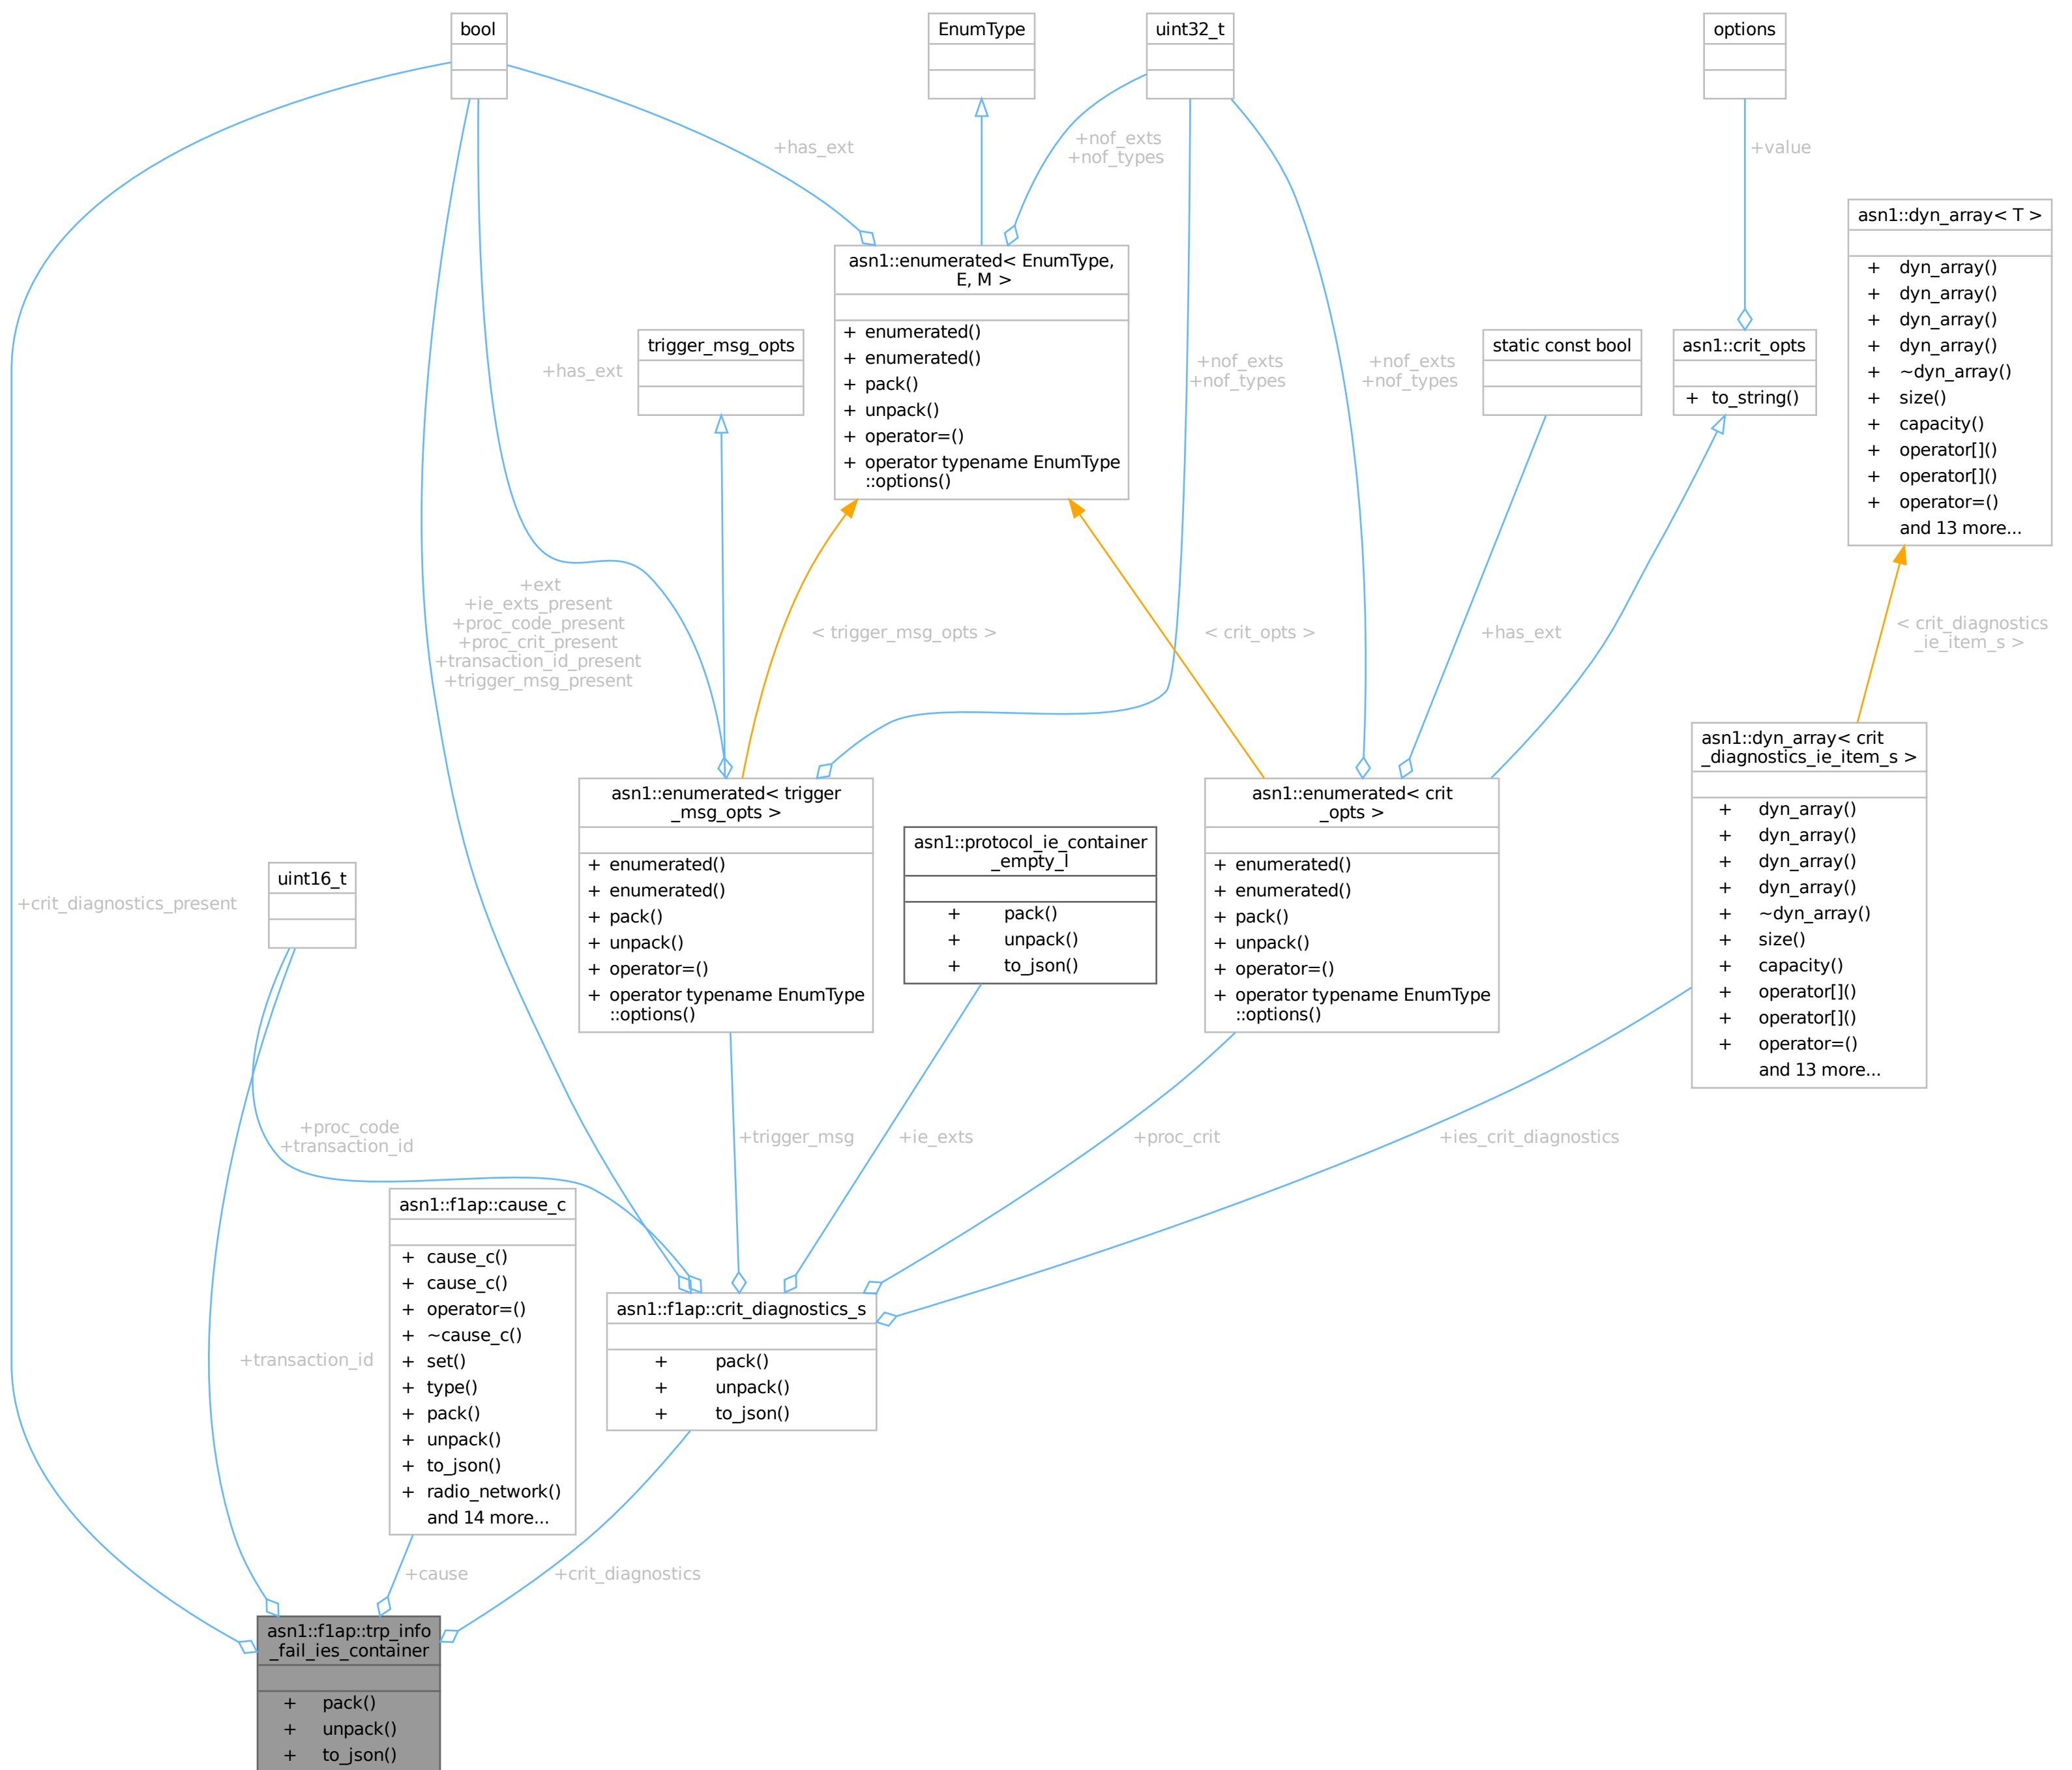 bool
EnumType
uint32_t
options
+has_ext
+nof_exts
+nof_types
+value
asn1::dyn_array< T >
+ dyn_array()
+ dyn_array()
+ dyn_array()
+ dyn_array()
+ ~dyn_array()
+ size()
+ capacity()
+ operator[]()
+ operator[]()
+ operator=()
and 13 more...
asn1::enumerated< EnumType,
E, M >
+ enumerated()
+ enumerated()
+ pack()
+ unpack()
+ operator=()
+ operator typename EnumType
::options()
trigger_msg_opts
static const bool
asn1::crit_opts
+ to_string()
+has_ext
+nof_exts
+nof_types
+nof_exts
+nof_types
+ext
+ie_exts_present
+proc_code_present
+proc_crit_present
+transaction_id_present
+trigger_msg_present
< trigger_msg_opts >
< crit_opts >
+has_ext
< crit_diagnostics
_ie_item_s >
asn1::dyn_array< crit
_diagnostics_ie_item_s >
+ dyn_array()
+ dyn_array()
+ dyn_array()
+ dyn_array()
+ ~dyn_array()
+ size()
+ capacity()
+ operator[]()
+ operator[]()
+ operator=()
and 13 more...
asn1::enumerated< trigger
_msg_opts >
+ enumerated()
+ enumerated()
+ pack()
+ unpack()
+ operator=()
+ operator typename EnumType
::options()
asn1::protocol_ie_container
_empty_l
+ pack()
+ unpack()
+ to_json()
asn1::enumerated< crit
_opts >
+ enumerated()
+ enumerated()
+ pack()
+ unpack()
+ operator=()
+ operator typename EnumType
::options()
uint16_t
+crit_diagnostics_present
+proc_code
+transaction_id
+trigger_msg
+ie_exts
+proc_crit
+ies_crit_diagnostics
asn1::f1ap::cause_c
+ cause_c()
+ cause_c()
+ operator=()
+ ~cause_c()
+ set()
+ type()
+ pack()
+ unpack()
+ to_json()
+ radio_network()
and 14 more...
asn1::f1ap::crit_diagnostics_s
+ pack()
+ unpack()
+ to_json()
+transaction_id
+cause
+crit_diagnostics
asn1::f1ap::trp_info
_fail_ies_container
+ pack()
+ unpack()
+ to_json()